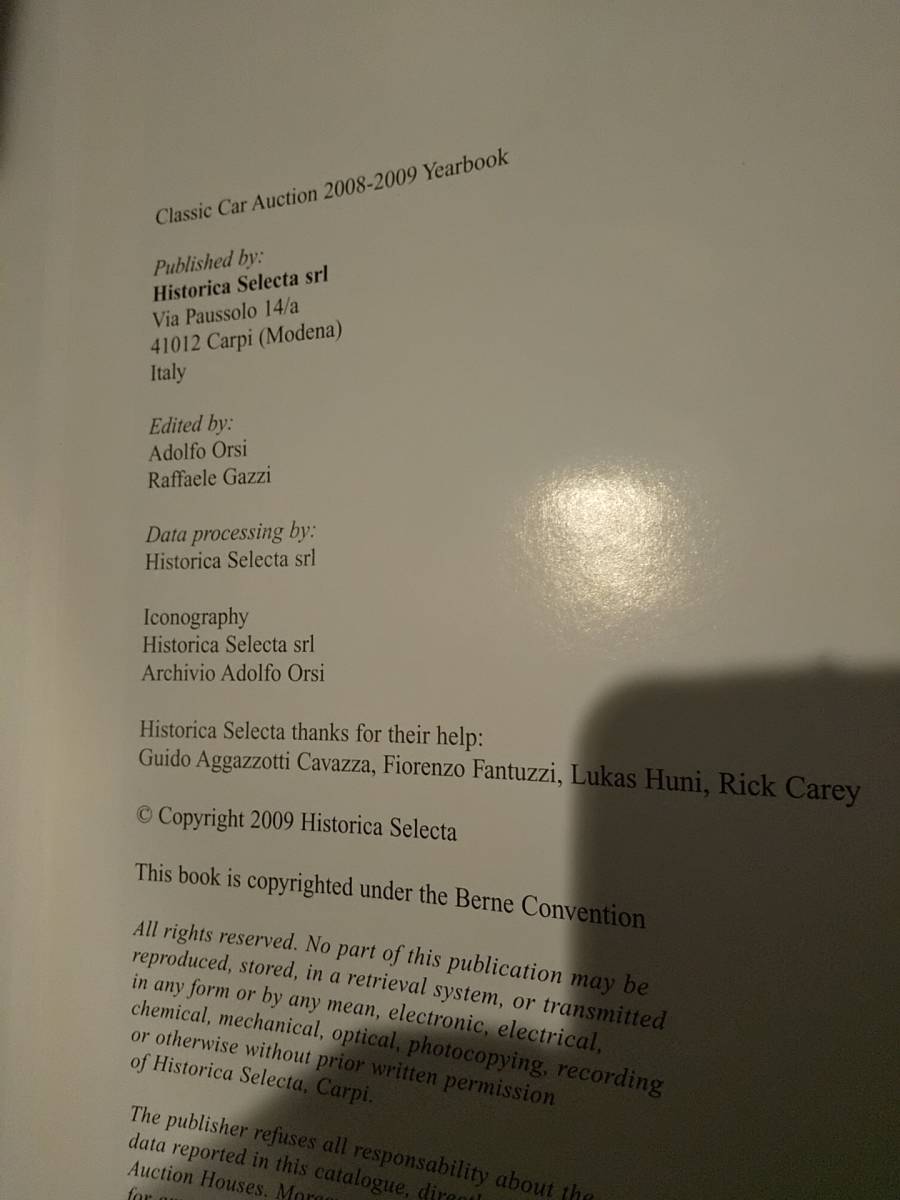 Classic Car Auction 2008-2009 Yearbook
Published by:
Historica Selecta srl
Via Paussolo 14/a
41012 Carpi (Modena)
Italy
Edited by:
Adolfo Orsi
Raffaele Gazzi
Data processing by:
Historica Selecta srl
Iconography
Historica Selecta srl
Archivio Adolfo Orsi
Historica Selecta thanks for their help:
Guido Aggazzotti Cavazza, Fiorenzo Fantuzzi, Lukas Huni, Rick Carey
© Copyright 2009 Historica Selecta
This book is copyrighted under the Berne Convention
All rights reserved. No part of this publication may be
reproduced, stored, in a retrieval system, or transmitted
in any form or by any mean, electronic, electrical,
chemical, mechanical, optical, photocopying, recording
or otherwise without prior written permission
of Historica Selecta, Carpi.
The publisher refuses all responsability about the
data reported in this catalogue,
Auction Houses.